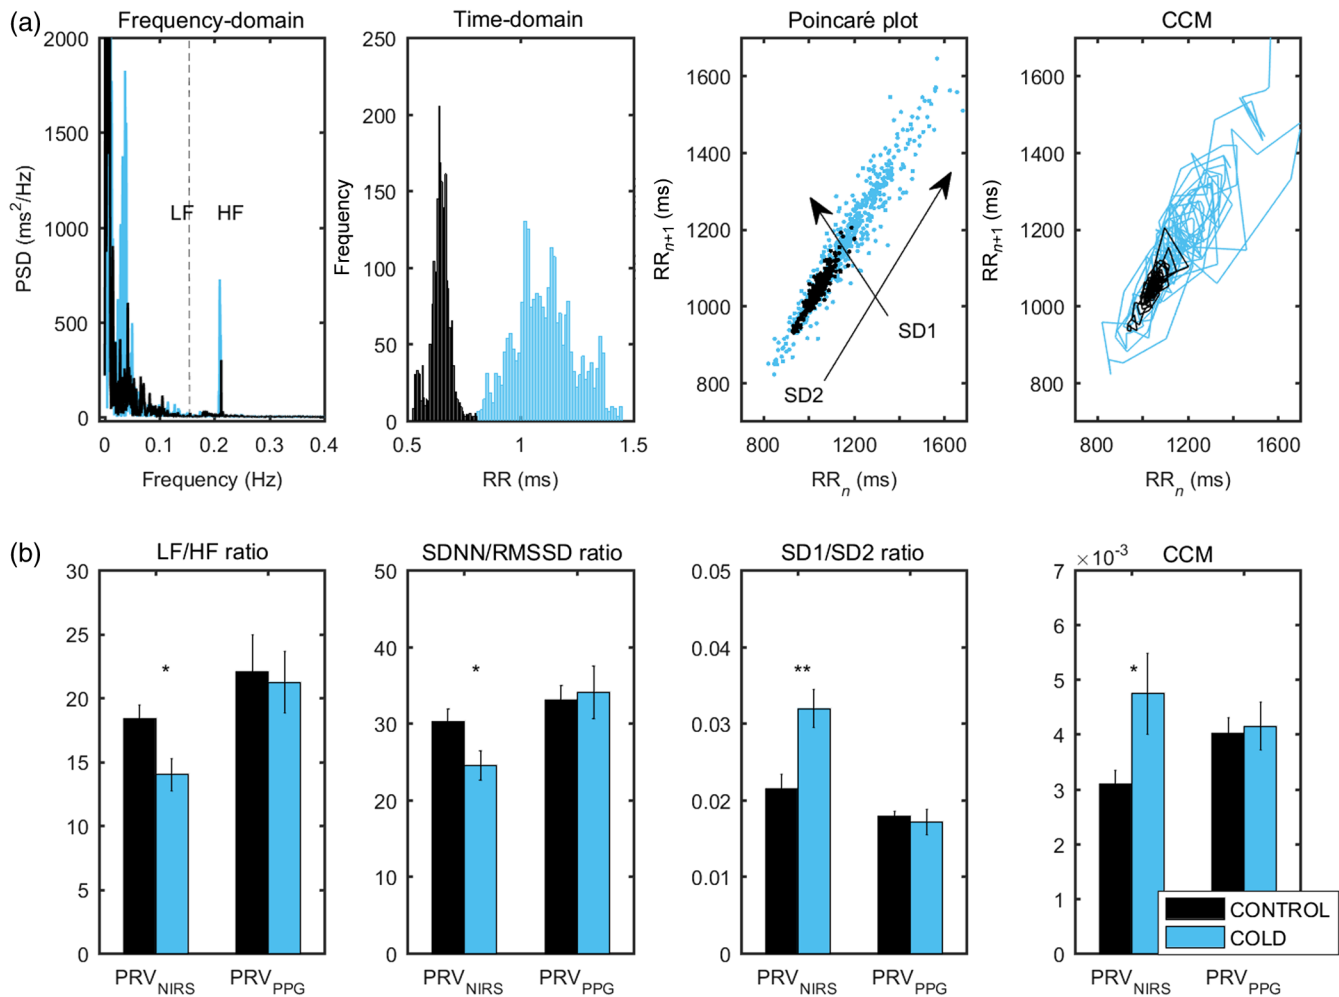 (a)
Frequency-domain
Time-domain
Poincaré plot
CCM
PSD (ms²/Hz)
2000
1500
1000
500
0
LF
HF
0
0.1
0.2
0.3
0.4
Frequency (Hz)
Frequency
250
200
150
100
50
0
0.5
1
1.5
RR (ms)
RRn+1 (ms)
1600
1400
1200
1000
800
SD1
SD2
800
1200
1600
RRn (ms)
RRn+1 (ms)
1600
1400
1200
1000
800
800
1200
1600
RRn (ms)
(b)
LF/HF ratio
30
25
20
15
10
5
0
*
PRVNIRS
PRVPPG
SDNN/RMSSD ratio
50
40
30
20
10
0
*
PRVNIRS
PRVPPG
SD1/SD2 ratio
0.05
0.04
0.03
0.02
0.01
0
**
PRVNIRS
PRVPPG
×10-3
CCM
7
6
5
4
3
2
1
0
*
CONTROL
COLD
PRVNIRS
PRVPPG